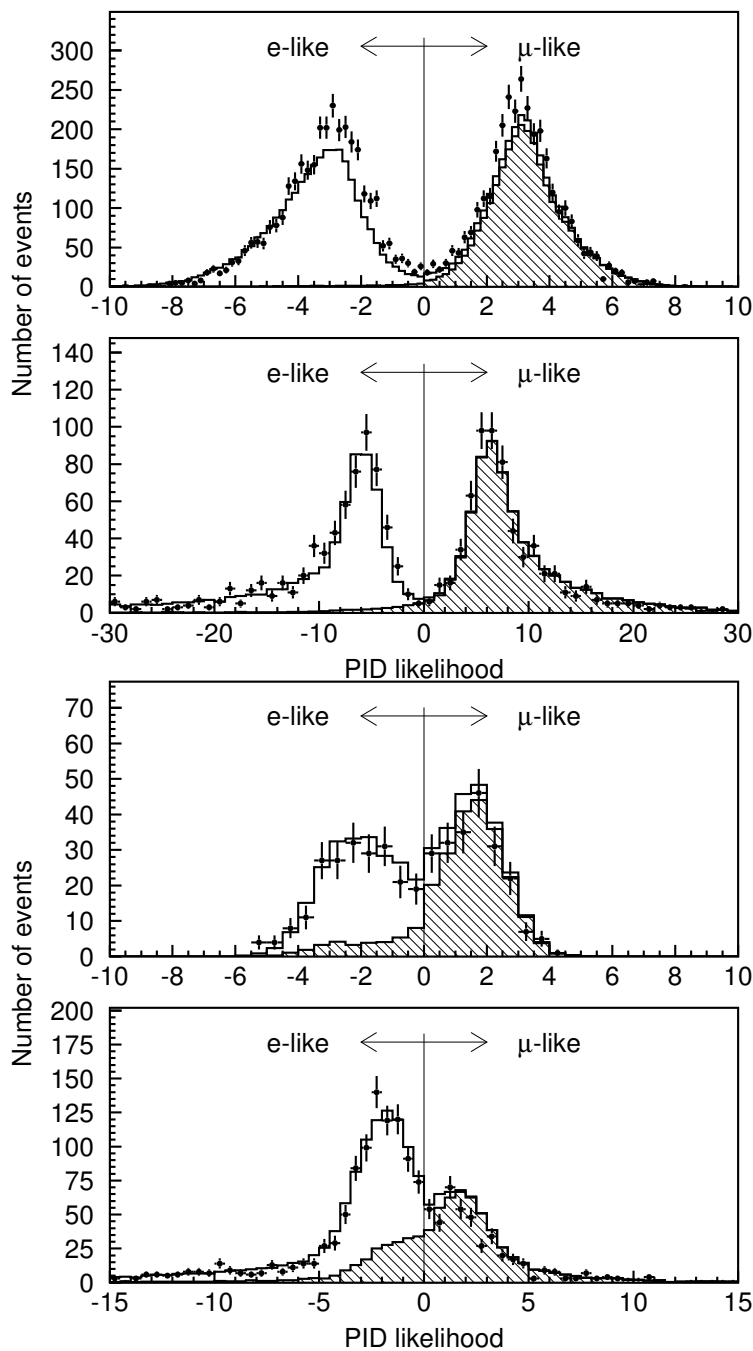 300
250
200
150
100
50
0
e-like
μ-like
-10 -8 -6 -4 -2 0 2 4 6 8 10
Number of events
140
120
100
80
60
40
20
0
e-like
μ-like
-30 -20 -10 0 10 20 30
PID likelihood
70
60
50
40
30
20
10
0
e-like
μ-like
-10 -8 -6 -4 -2 0 2 4 6 8 10
Number of events
200
175
150
125
100
75
50
25
0
e-like
μ-like
-15 -10 -5 0 5 10 15
PID likelihood